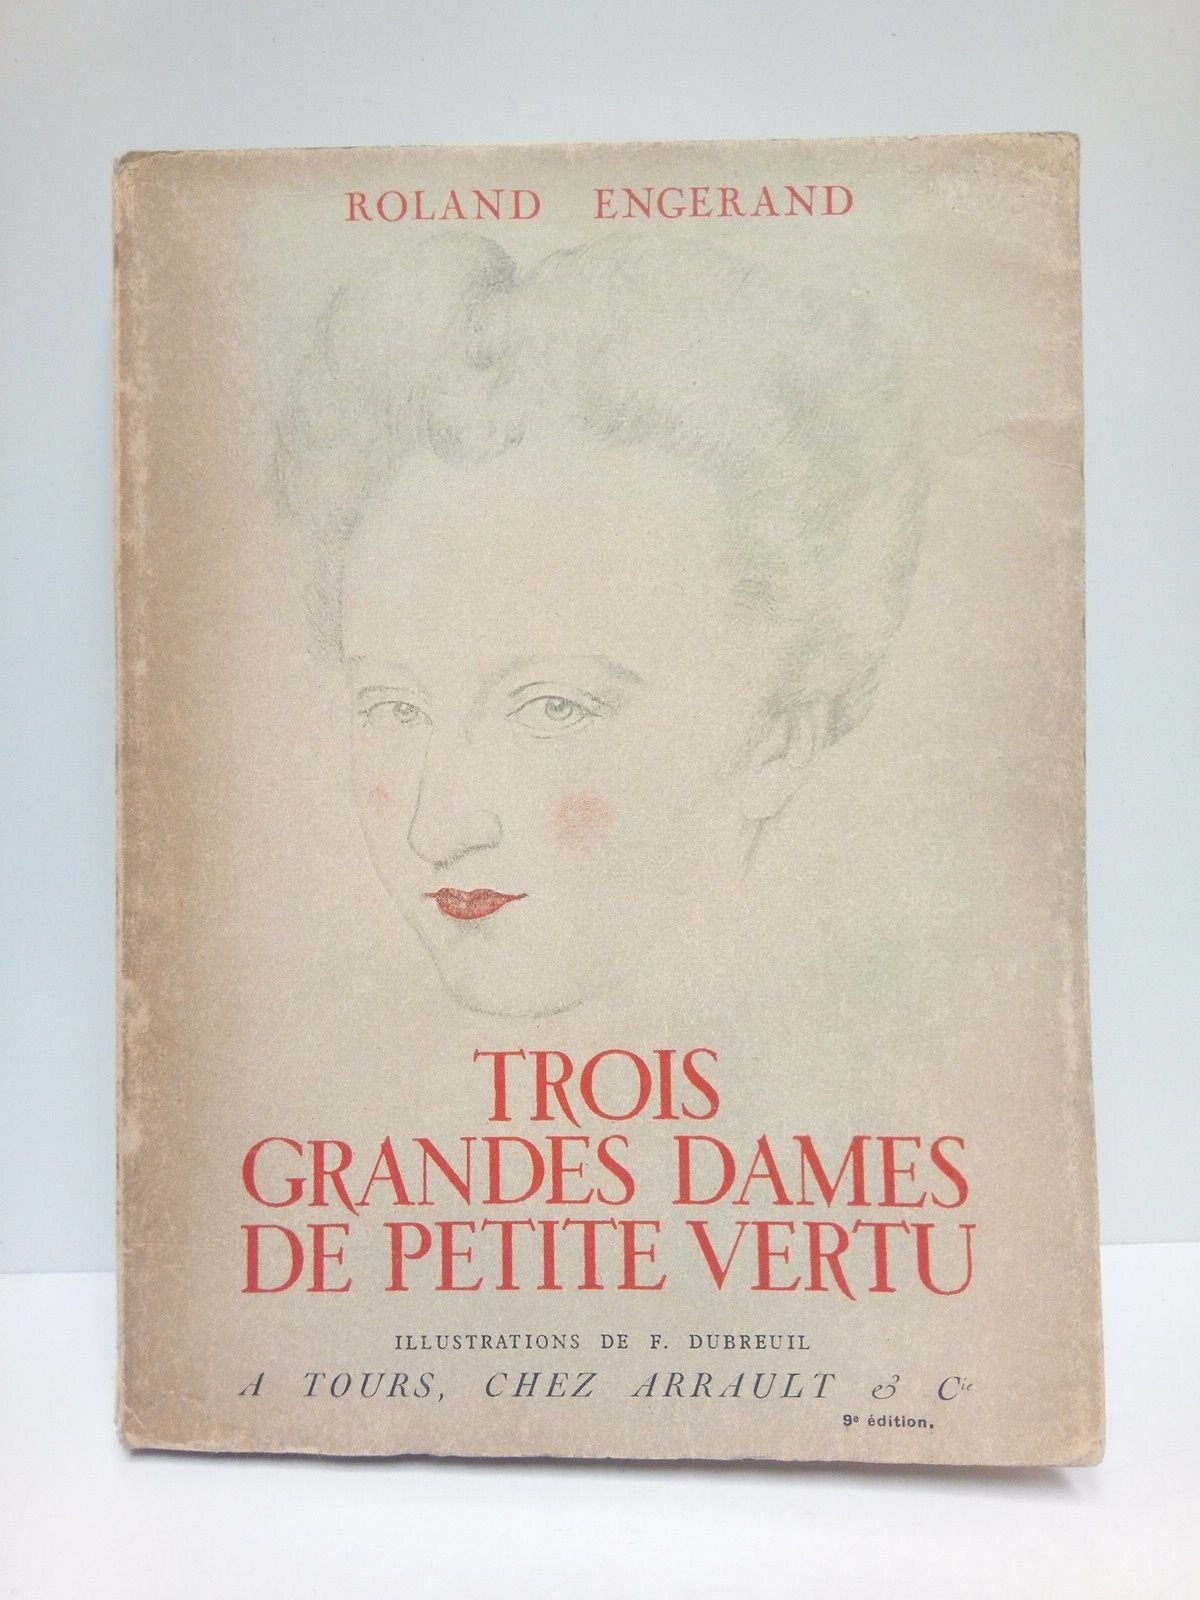 ROLAND ENGERAND
TROIS
GRANDES DAMES
DE PETITE VERTU
ILLUSTRATIONS DE F. DUBREUIL
A TOURS, CHEZ ARRAULT & Cie
9e édition.